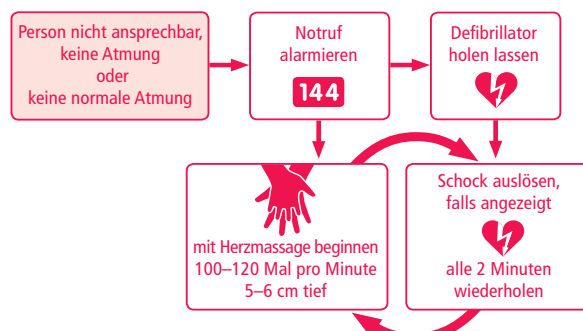 Person nicht ansprechbar,
keine Atmung
oder
keine normale Atmung
Notruf
alarmieren
144
Defibrillator
holen lassen
mit Herzmassage beginnen
100–120 Mal pro Minute
5–6 cm tief
Schock auslösen,
falls angezeigt
alle 2 Minuten
wiederholen